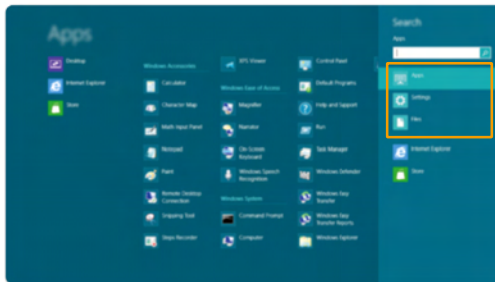 Apps
Desktop
Internet Explorer
Store
Windows Accessories
Calculator
Character Map
Math Input Panel
Notepad
Paint
Remote Desktop
Connection
Snipping Tool
Steps Recorder
XPS Viewer
Windows Ease of Access
Magnifier
Narrator
On-Screen
Keyboard
Windows Speech
Recognition
Windows System
Command Prompt
Computer
Control Panel
Default Programs
Help and Support
Run
Task Manager
Windows Defender
Windows Easy
Transfer
Windows Easy
Transfer Reports
Windows Explorer
Search
Apps
Apps
Settings
Files
Internet Explorer
Store